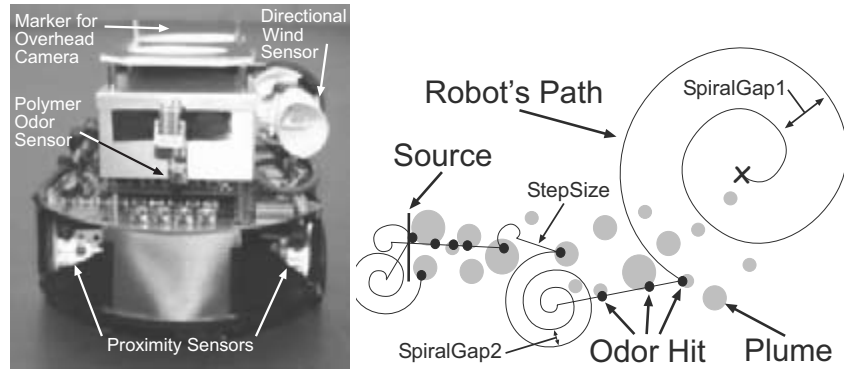 Marker for
Overhead
Camera
Directional
Wind
Sensor
Polymer
Odor
Sensor
Proximity Sensors
Robot's Path
SpiralGap1
Source
StepSize
SpiralGap2
Odor Hit
Plume